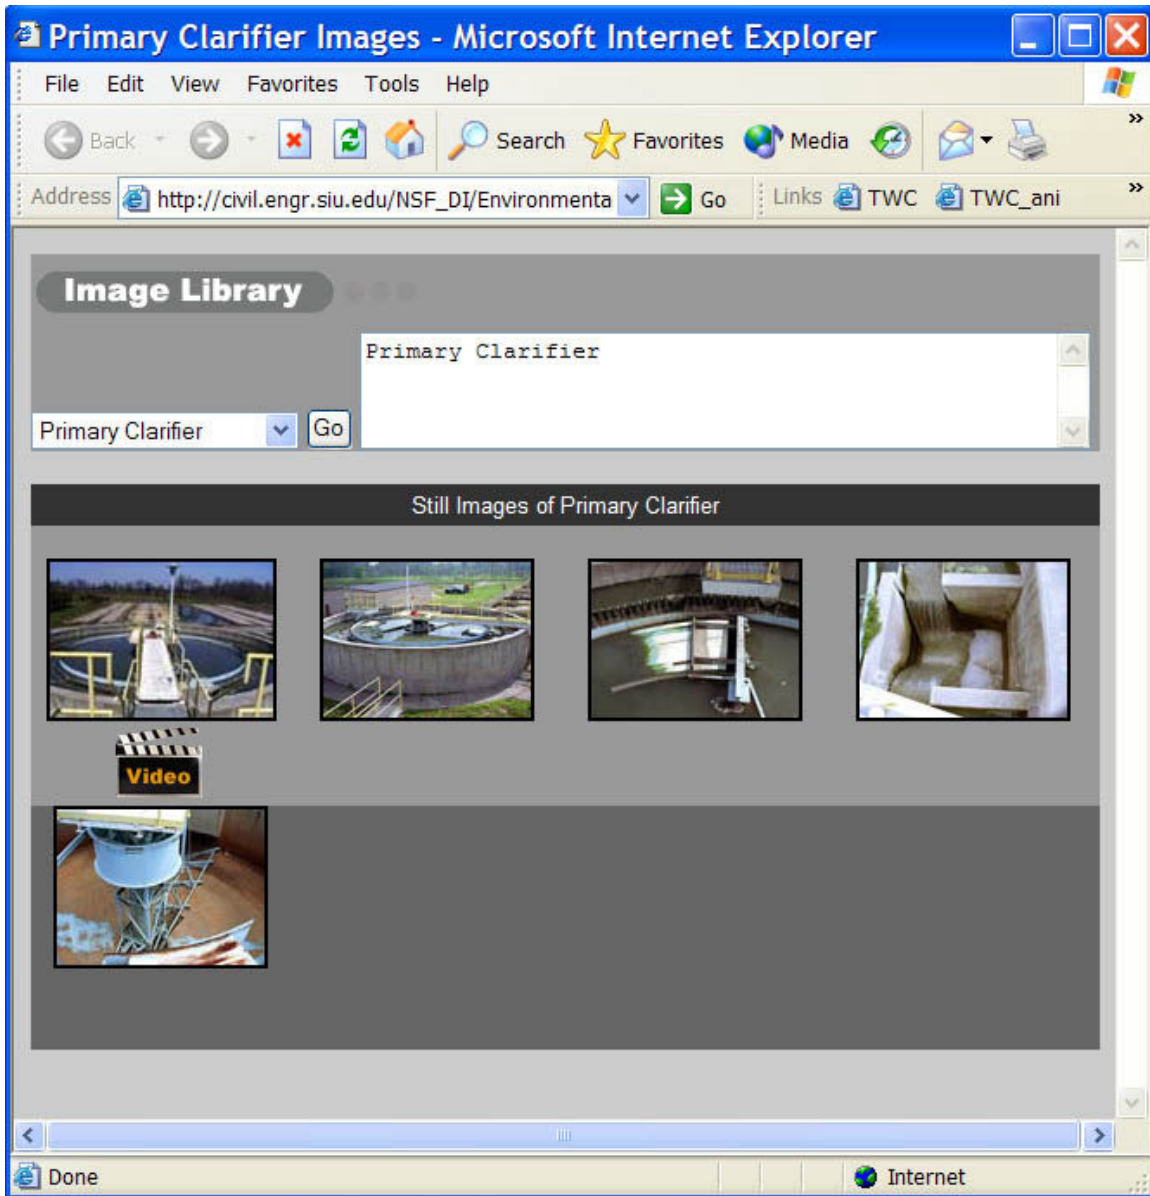 Primary Clarifier Images - Microsoft Internet Explorer
File Edit View Favorites Tools Help
Back Search Favorites Media »
Address http://civil.engr.siu.edu/NSF_DI/Environmenta Go Links TWC TWC_ani »
Image Library
Primary Clarifier
Primary Clarifier Go
Still Images of Primary Clarifier
Video
Done Internet